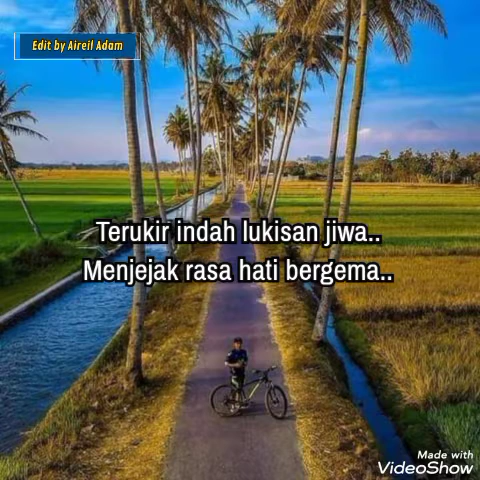 Edit by Aireil Adam
Terukir indah lukisan jiwa..
Menjejak rasa hati bergema..
Made with
VideoShow